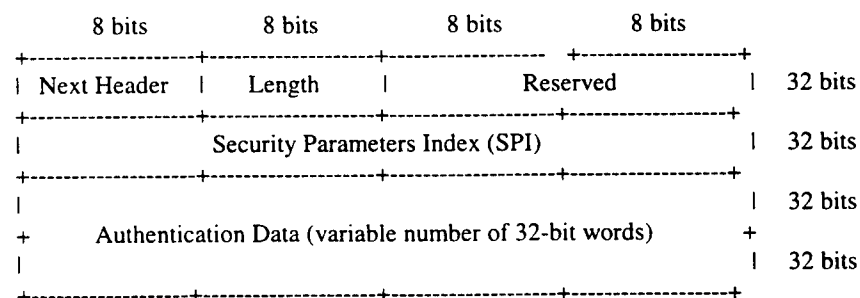 8 bits 8 bits 8 bits 8 bits
Next Header | Length | Reserved | 32 bits
Security Parameters Index (SPI) | 32 bits
| 32 bits
Authentication Data (variable number of 32-bit words)
| 32 bits